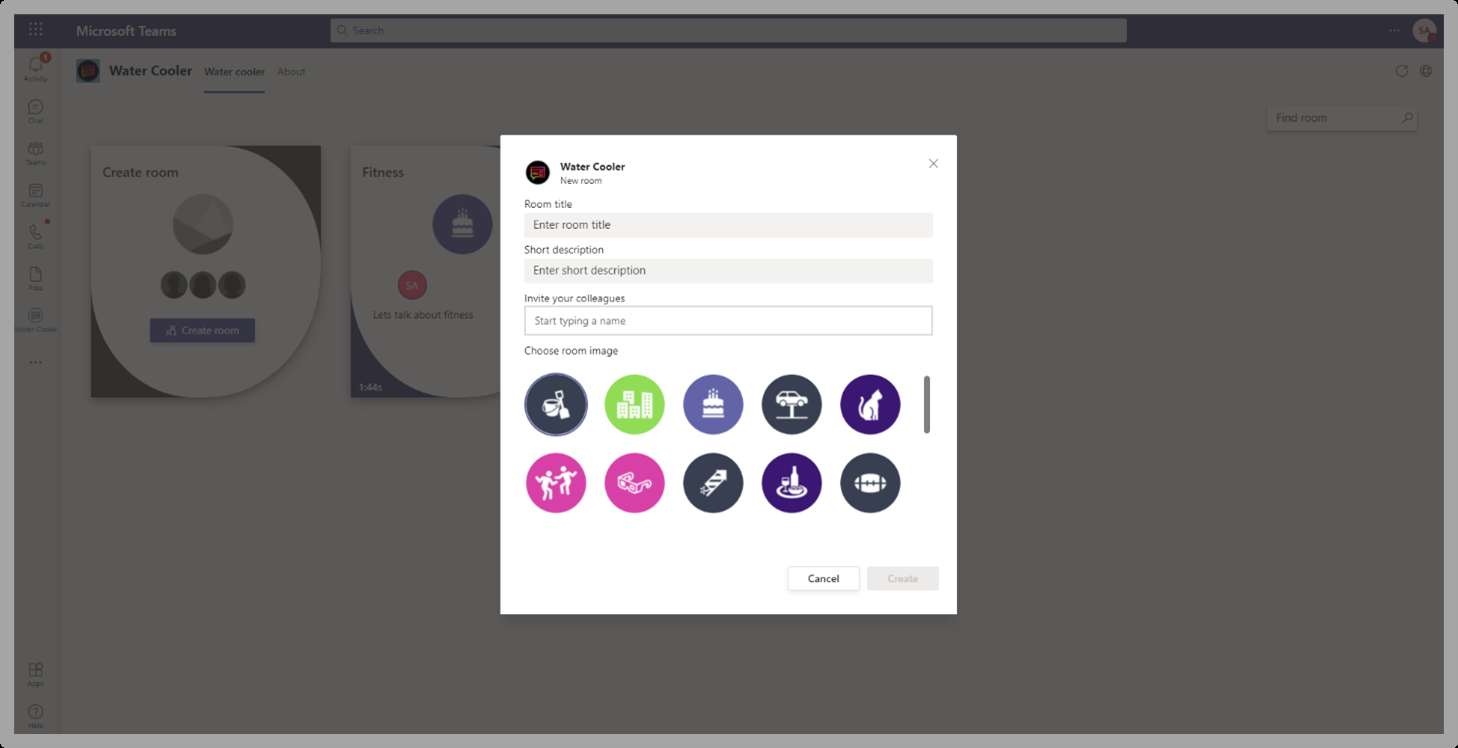 Microsoft Teams
Search
SA
1
Activity
Chat
Teams
Calendar
Calls
Files
Water Cooler
Apps
Help
Water Cooler
Water cooler
About
Find room
Create room
Create room
Fitness
SA
Lets talk about fitness
1:44s
Water Cooler
New room
Room title
Enter room title
Short description
Enter short description
Invite your colleagues
Start typing a name
Choose room image
Cancel
Create